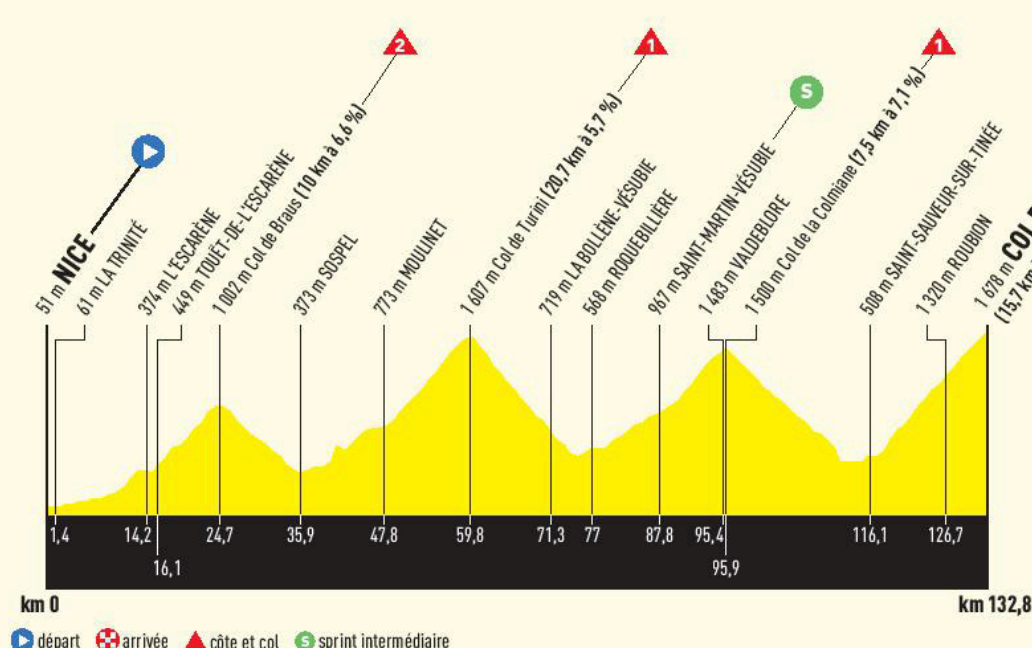 2
1
1
S
51 m NICE
61 m LA TRINITÉ
374 m L'ESCARÈNE
449 m TOUËT-DE-L'ESCARÈNE
1 002 m Col de Braus (10 km à 6,6 %)
373 m SOSPEL
773 m MOULINET
1 607 m Col de Turini (20,7 km à 5,7 %)
719 m LA BOLLÈNE-VÉSUBIE
568 m ROQUEBILLIÈRE
967 m SAINT-MARTIN-VÉSUBIE
1 483 m VALDEBLORE
1 500 m Col de la Colmiane (7,5 km à 7,1 %)
508 m SAINT-SAUVEUR-SUR-TINÉE
1 320 m ROUBION
1 678 m COL
(15.7 km
1,4
14,2
24,7
35,9
47,8
59,8
71,3
77
87,8
95,4
116,1
126,7
16,1
95,9
km 0
km 132,8
départ
arrivée
côte et col
S sprint intermédiaire